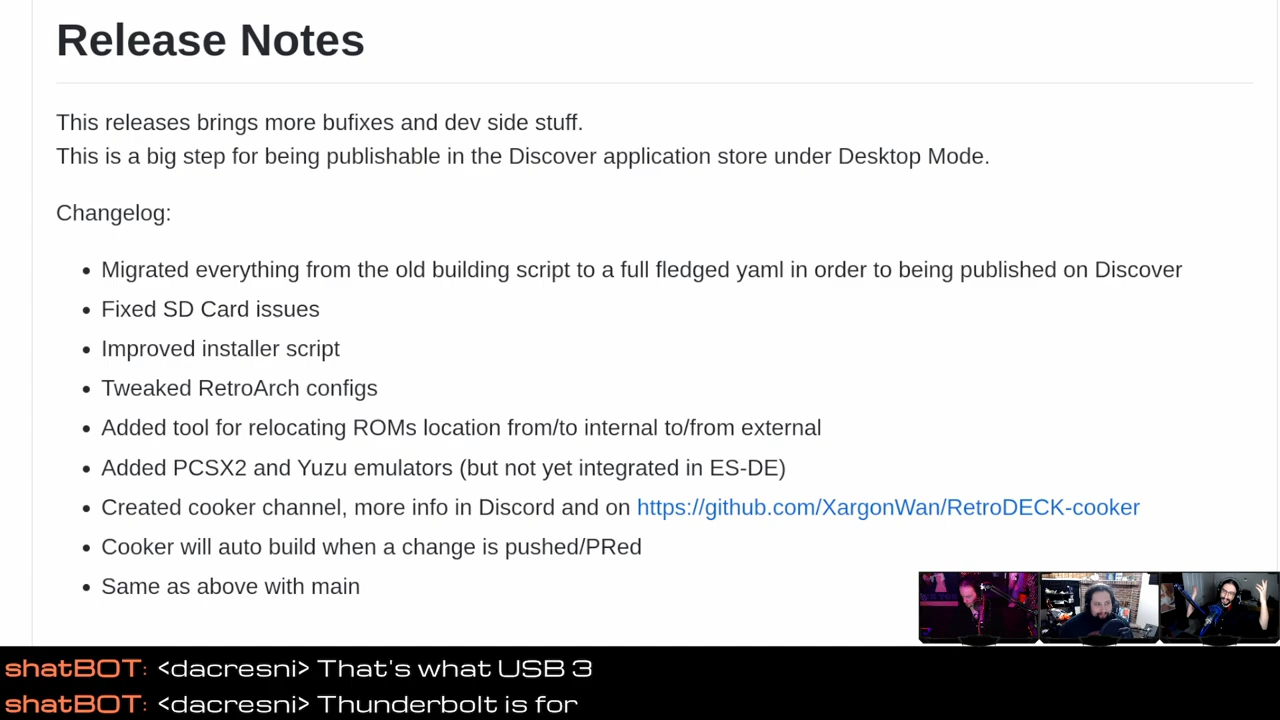 Release Notes
This releases brings more bufixes and dev side stuff.
This is a big step for being publishable in the Discover application store under Desktop Mode.
Changelog:
• Migrated everything from the old building script to a full fledged yaml in order to being published on Discover
• Fixed SD Card issues
• Improved installer script
• Tweaked RetroArch configs
• Added tool for relocating ROMs location from/to internal to/from external
• Added PCSX2 and Yuzu emulators (but not yet integrated in ES-DE)
• Created cooker channel, more info in Discord and on https://github.com/XargonWan/RetroDECK-cooker
• Cooker will auto build when a change is pushed/PRed
• Same as above with main
shatBOT: <dacresni> That's what USB 3
shatBOT: <dacresni> Thunderbolt is for